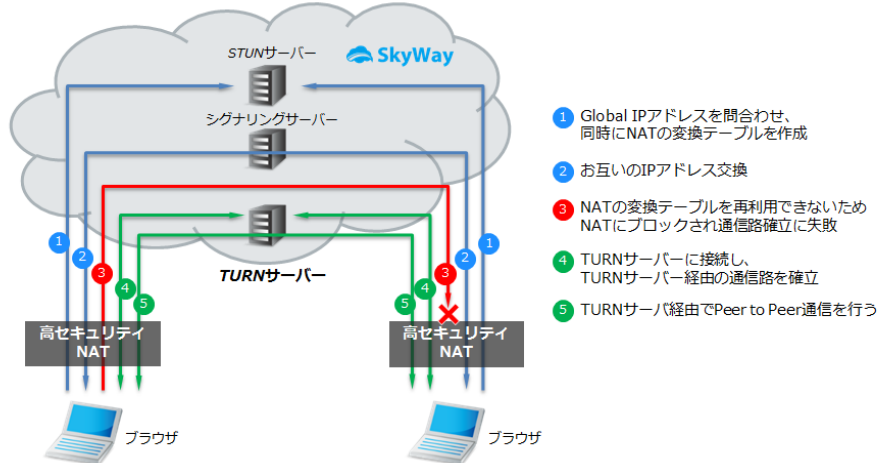 STUNサーバー
SkyWay
シグナリングサーバー
TURNサーバー
1
2
3
4
5
5
4
3
2
1
高セキュリティ
NAT
高セキュリティ
NAT
ブラウザ
ブラウザ
1 Global IPアドレスを問合わせ、
同時にNATの変換テーブルを作成
2 お互いのIPアドレス交換
3 NATの変換テーブルを再利用できないため
NATにブロックされ通信路確立に失敗
4 TURNサーバーに接続し、
TURNサーバー経由の通信路を確立
5 TURNサーバ経由でPeer to Peer通信を行う